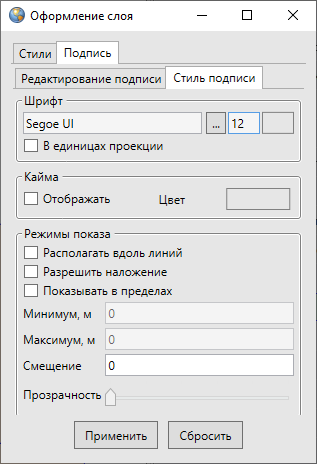 Оформление слоя
Стили Подпись
Редактирование подписи Стиль подписи
Шрифт
Segoe UI ... 12
В единицах проекции
Кайма
Отображать Цвет
Режимы показа
Располагать вдоль линий
Разрешить наложение
Показывать в пределах
Минимум, м 0
Максимум, м 0
Смещение 0
Прозрачность
Применить Сбросить